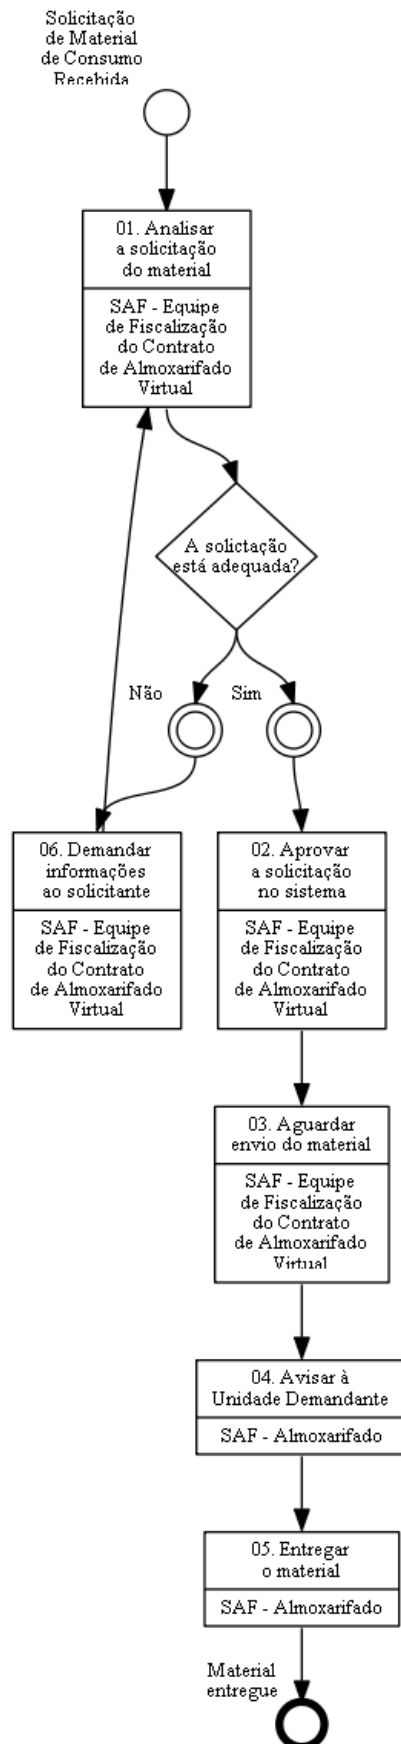 Solicitação
de Material
de Consumo
Recebida
01. Analisar
a solicitação
do material
SAF - Equipe
de Fiscalização
do Contrato
de Almoxarifado
Virtual
A solictação
está adequada?
Não
Sim
06. Demandar
informações
ao solicitante
SAF - Equipe
de Fiscalização
do Contrato
de Almoxarifado
Virtual
02. Aprovar
a solicitação
no sistema
SAF - Equipe
de Fiscalização
do Contrato
de Almoxarifado
Virtual
03. Aguardar
envio do material
SAF - Equipe
de Fiscalização
do Contrato
de Almoxarifado
Virtual
04. Avisar à
Unidade Demandante
SAF - Almoxarifado
05. Entregar
o material
SAF - Almoxarifado
Material
entregue